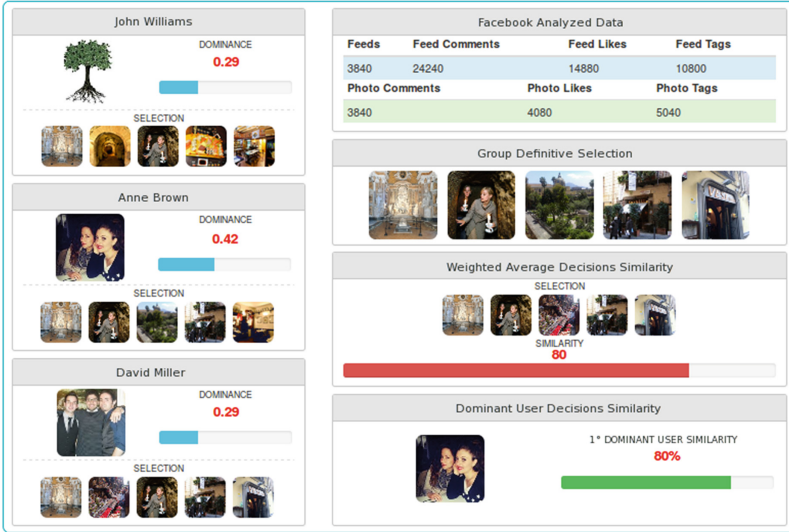 John Williams
DOMINANCE
0.29
SELECTION
Anne Brown
DOMINANCE
0.42
SELECTION
David Miller
DOMINANCE
0.29
SELECTION
Facebook Analyzed Data
Feeds Feed Comments Feed Likes Feed Tags
3840 24240 14880 10800
Photo Comments Photo Likes Photo Tags
3840 4080 5040
Group Definitive Selection
Weighted Average Decisions Similarity
SELECTION
SIMILARITY
80
Dominant User Decisions Similarity
1° DOMINANT USER SIMILARITY
80%